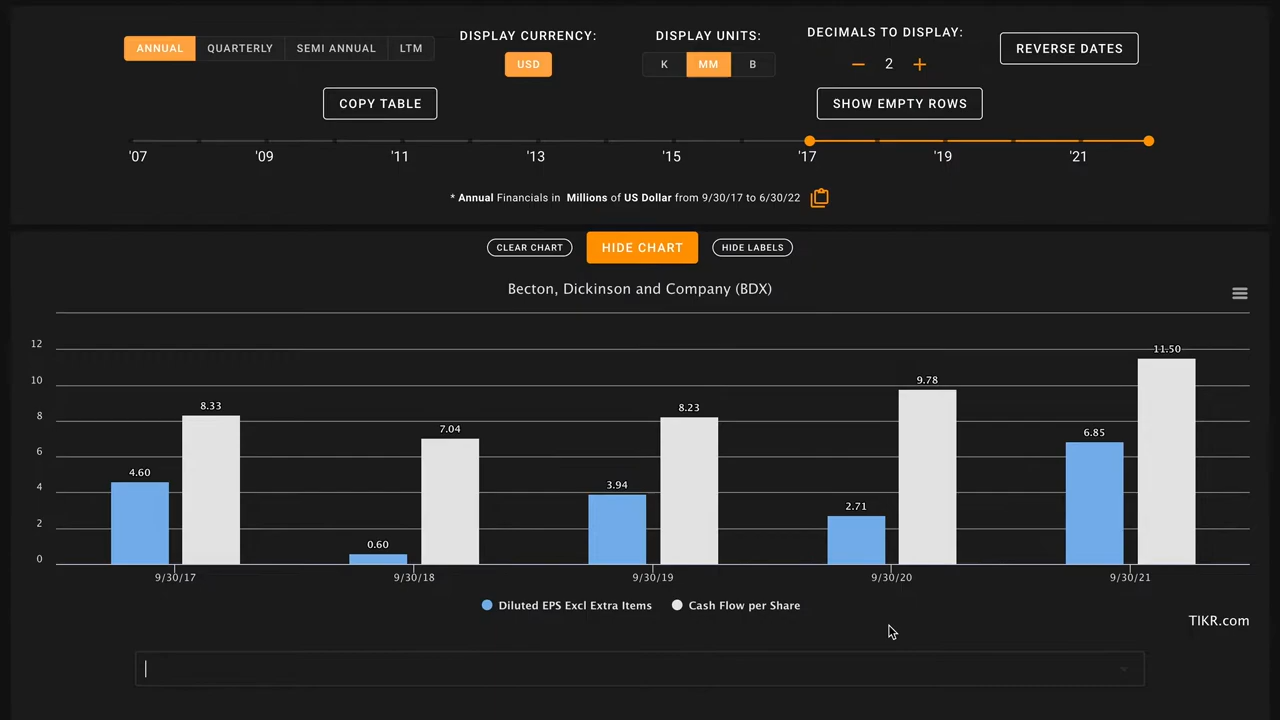 ANNUAL QUARTERLY SEMI ANNUAL LTM
DISPLAY CURRENCY:
USD
DISPLAY UNITS:
K MM B
DECIMALS TO DISPLAY:
2
REVERSE DATES
COPY TABLE
SHOW EMPTY ROWS
'07 '09 '11 '13 '15 '17 '19 '21
* Annual Financials in Millions of US Dollar from 9/30/17 to 6/30/22
CLEAR CHART
HIDE CHART
HIDE LABELS
Becton, Dickinson and Company (BDX)
12
10
8
6
4
2
0
4.60
8.33
0.60
7.04
3.94
8.23
2.71
9.78
6.85
11.50
9/30/17 9/30/18 9/30/19 9/30/20 9/30/21
Diluted EPS Excl Extra Items Cash Flow per Share
TIKR.com